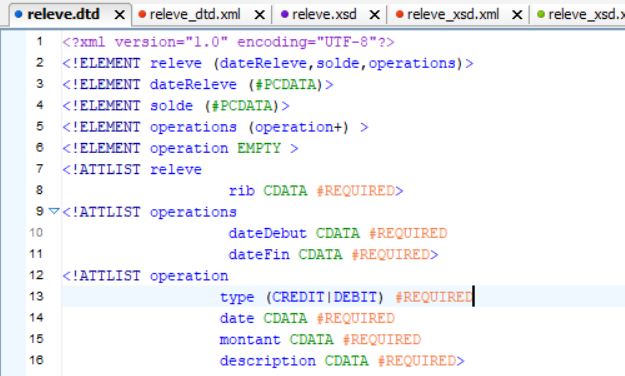 releve.dtd releve_dtd.xml releve.xsd releve_xsd.xml releve_xsd.x
1 <?xml version="1.0" encoding="UTF-8"?>
2 <!ELEMENT releve (dateReleve,solde,operations)>
3 <!ELEMENT dateReleve (#PCDATA)>
4 <!ELEMENT solde (#PCDATA)>
5 <!ELEMENT operations (operation+) >
6 <!ELEMENT operation EMPTY >
7 <!ATTLIST releve
8 rib CDATA #REQUIRED>
9 <!ATTLIST operations
10 dateDebut CDATA #REQUIRED
11 dateFin CDATA #REQUIRED>
12 <!ATTLIST operation
13 type (CREDIT|DEBIT) #REQUIRED
14 date CDATA #REQUIRED
15 montant CDATA #REQUIRED
16 description CDATA #REQUIRED>